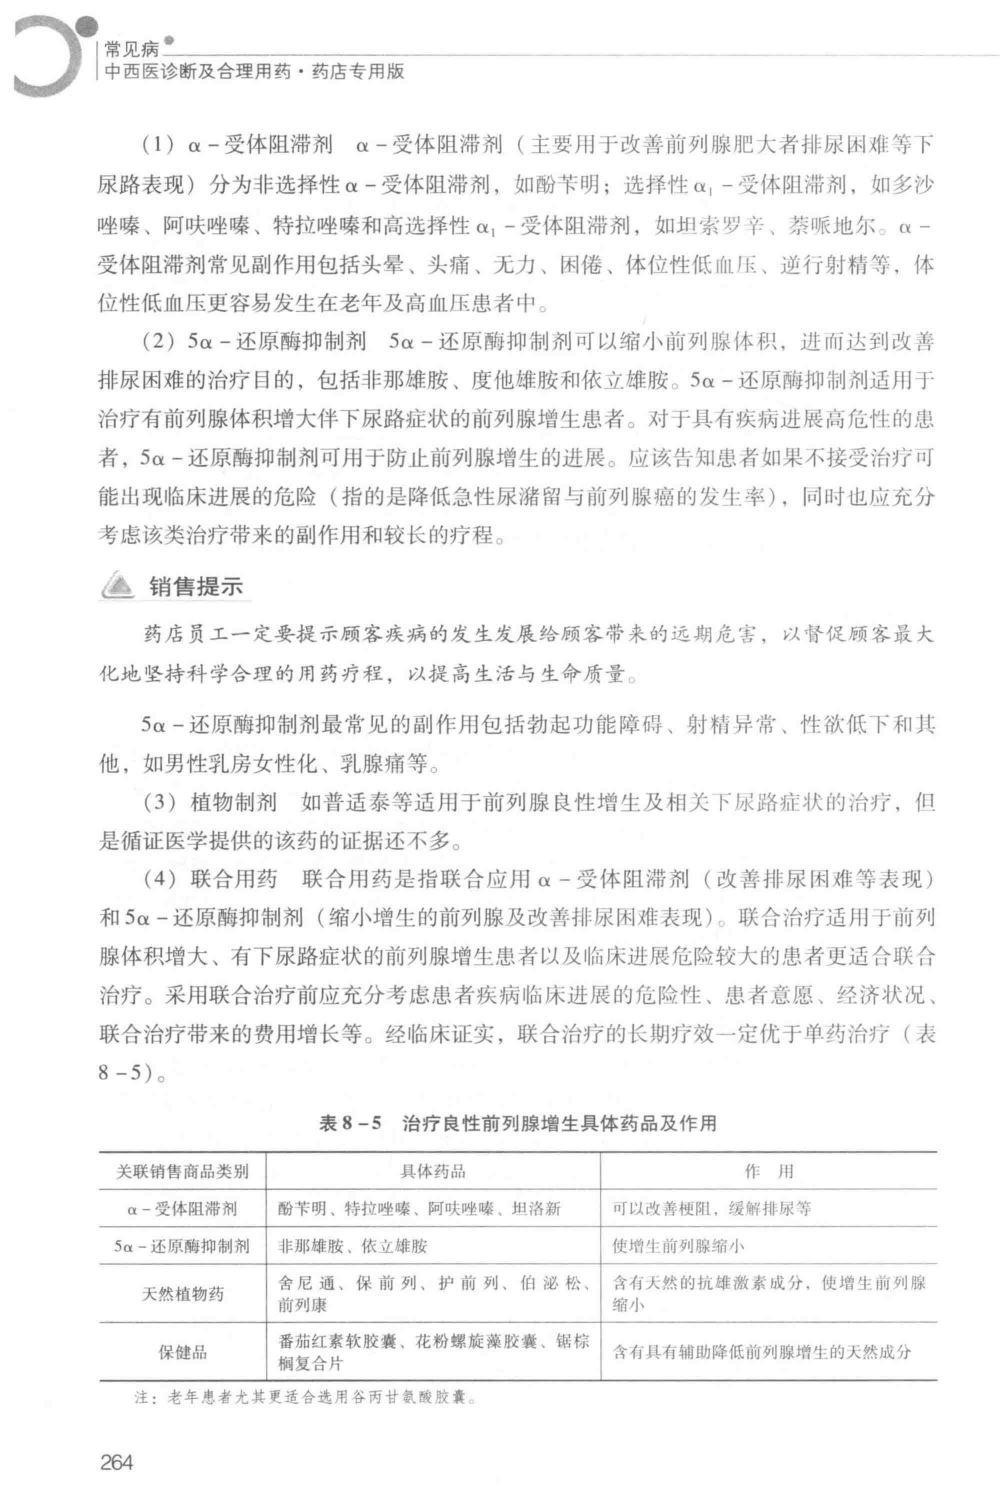 常见病
中西医诊断及合理用药·药店专用版
(1) α-受体阻滞剂 α-受体阻滞剂（主要用于改善前列腺肥大者排尿困难等下
尿路表现）分为非选择性α-受体阻滞剂，如酚苄明；选择性α₁-受体阻滞剂，如多沙
唑嗪、阿呋唑嗪、特拉唑嗪和高选择性α₁-受体阻滞剂，如坦索罗辛、萘哌地尔。α-
受体阻滞剂常见副作用包括头晕、头痛、无力、困倦、体位性低血压、逆行射精等，体
位性低血压更容易发生在老年及高血压患者中。
(2) 5α-还原酶抑制剂 5α-还原酶抑制剂可以缩小前列腺体积，进而达到改善
排尿困难的治疗目的，包括非那雄胺、度他雄胺和依立雄胺。5α-还原酶抑制剂适用于
治疗有前列腺体积增大伴下尿路症状的前列腺增生患者。对于具有疾病进展高危性的患
者，5α-还原酶抑制剂可用于防止前列腺增生的进展。应该告知患者如果不接受治疗可
能出现临床进展的危险（指的是降低急性尿潴留与前列腺癌的发生率），同时也应充分
考虑该类治疗带来的副作用和较长的疗程。
销售提示
药店员工一定要提示顾客疾病的发生发展给顾客带来的远期危害，以督促顾客最大
化地坚持科学合理的用药疗程，以提高生活与生命质量。
5α-还原酶抑制剂最常见的副作用包括勃起功能障碍、射精异常、性欲低下和其
他，如男性乳房女性化、乳腺痛等。
(3) 植物制剂 如普适泰等适用于前列腺良性增生及相关下尿路症状的治疗，但
是循证医学提供的该药的证据还不多。
(4) 联合用药 联合用药是指联合应用α-受体阻滞剂（改善排尿困难等表现）
和5α-还原酶抑制剂（缩小增生的前列腺及改善排尿困难表现）。联合治疗适用于前列
腺体积增大、有下尿路症状的前列腺增生患者以及临床进展危险较大的患者更适合联合
治疗。采用联合治疗前应充分考虑患者疾病临床进展的危险性、患者意愿、经济状况、
联合治疗带来的费用增长等。经临床证实，联合治疗的长期疗效一定优于单药治疗（表
8-5）。
表8-5 治疗良性前列腺增生具体药品及作用
关联销售商品类别 具体药品 作用
α-受体阻滞剂 酚苄明、特拉唑嗪、阿呋唑嗪、坦洛新 可以改善梗阻，缓解排尿等
5α-还原酶抑制剂 非那雄胺、依立雄胺 使增生前列腺缩小
天然植物药 舍尼通、保前列、护前列、伯泌松、 含有天然的抗雄激素成分，使增生前列腺
前列康 缩小
保健品 番茄红素软胶囊、花粉螺旋藻胶囊、锯棕 含有具有辅助降低前列腺增生的天然成分
榈复合片
注：老年患者尤其更适合选用谷丙甘氨酸胶囊。
264